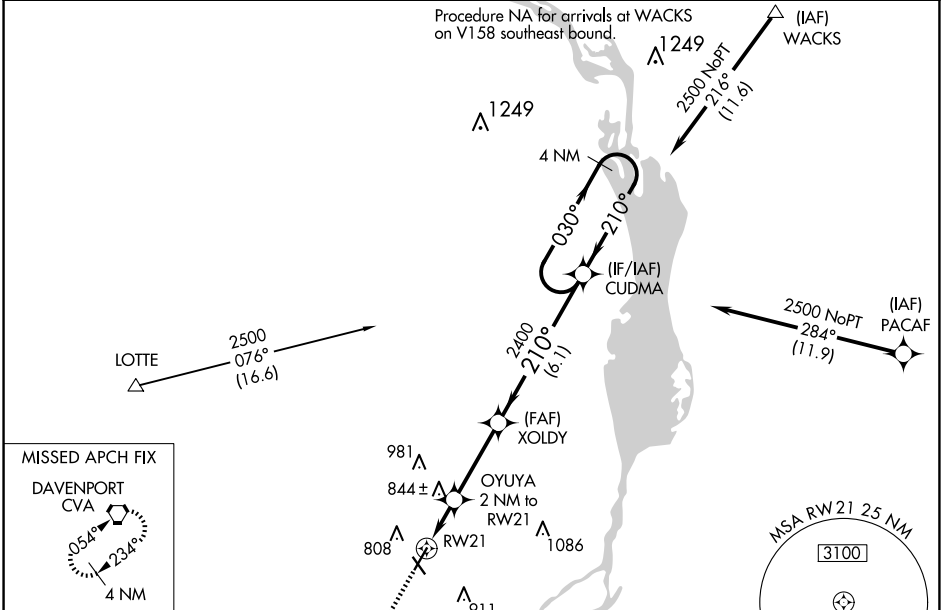 Procedure NA for arrivals at WACKS
on V158 southeast bound.
(IAF)
WACKS
1249
2500 NoPT
216°
(11.6)
1249
4 NM
030°
210°
(IF/IAF)
CUDMA
2500 NoPT
284°
(11.9)
(IAF)
PACAF
2400
210°
(6.1)
LOTTE
2500
076°
(16.6)
(FAF)
XOLDY
MISSED APCH FIX
DAVENPORT
CVA
054°
234°
4 NM
981
844 ±
OYUYA
2 NM to
RW21
808
RW21
1086
911
MSA RW 21 25 NM
3100